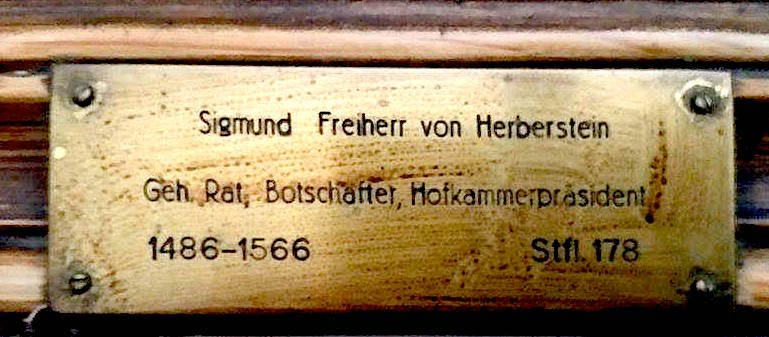 Sigmund Freiherr von Herberstein
Geh. Rat, Botschafter, Hofkammerpräsident
1486-1566 Stfl. 178